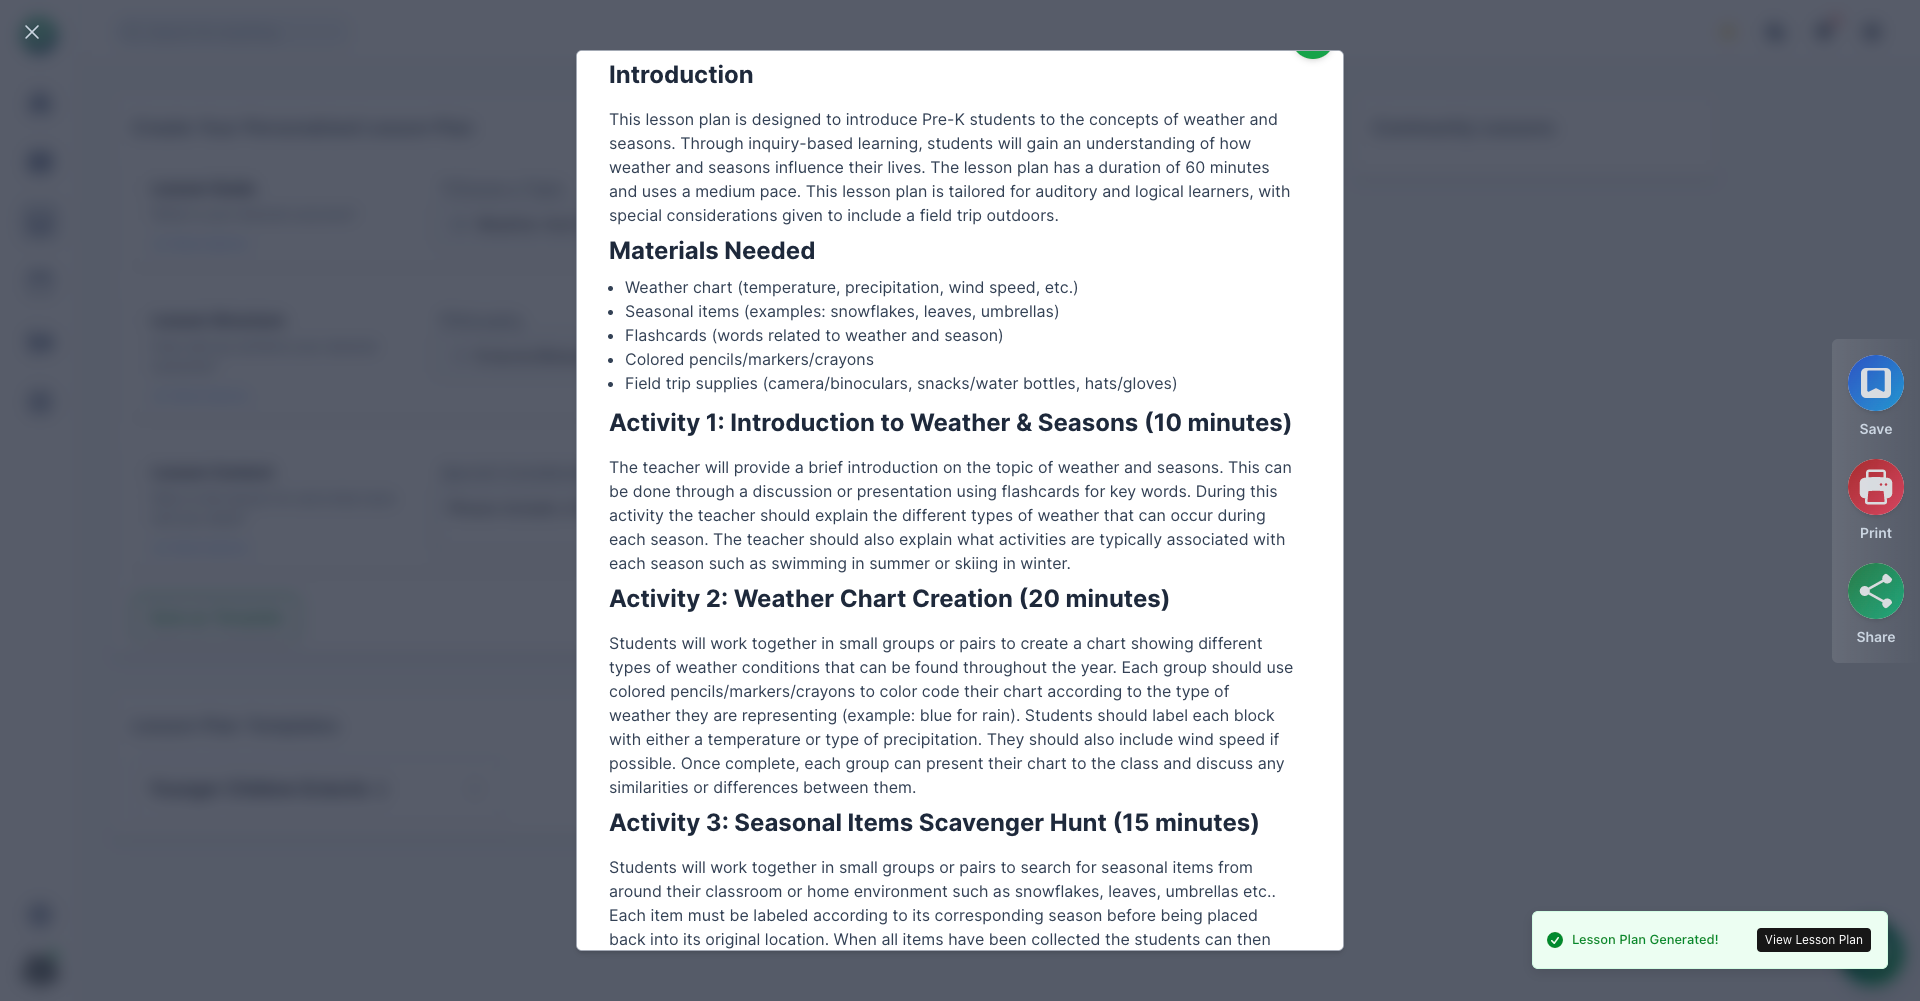 Introduction
This lesson plan is designed to introduce Pre-K students to the concepts of weather and
seasons. Through inquiry-based learning, students will gain an understanding of how
weather and seasons influence their lives. The lesson plan has a duration of 60 minutes
and uses a medium pace. This lesson plan is tailored for auditory and logical learners, with
special considerations given to include a field trip outdoors.
Materials Needed
• Weather chart (temperature, precipitation, wind speed, etc.)
• Seasonal items (examples: snowflakes, leaves, umbrellas)
• Flashcards (words related to weather and season)
• Colored pencils/markers/crayons
• Field trip supplies (camera/binoculars, snacks/water bottles, hats/gloves)
Activity 1: Introduction to Weather & Seasons (10 minutes)
The teacher will provide a brief introduction on the topic of weather and seasons. This can
be done through a discussion or presentation using flashcards for key words. During this
activity the teacher should explain the different types of weather that can occur during
each season. The teacher should also explain what activities are typically associated with
each season such as swimming in summer or skiing in winter.
Activity 2: Weather Chart Creation (20 minutes)
Students will work together in small groups or pairs to create a chart showing different
types of weather conditions that can be found throughout the year. Each group should use
colored pencils/markers/crayons to color code their chart according to the type of
weather they are representing (example: blue for rain). Students should label each block
with either a temperature or type of precipitation. They should also include wind speed if
possible. Once complete, each group can present their chart to the class and discuss any
similarities or differences between them.
Activity 3: Seasonal Items Scavenger Hunt (15 minutes)
Students will work together in small groups or pairs to search for seasonal items from
around their classroom or home environment such as snowflakes, leaves, umbrellas etc..
Each item must be labeled according to its corresponding season before being placed
back into its original location. When all items have been collected the students can then
Save
Print
Share
Lesson Plan Generated!
View Lesson Plan